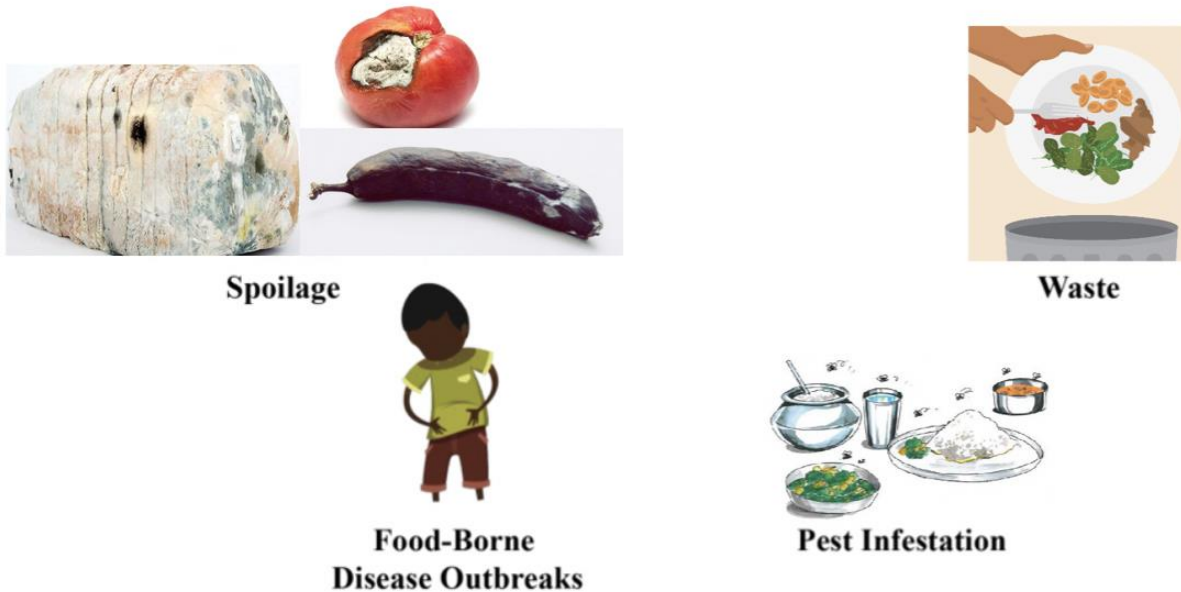 Spoilage
Waste
Food-Borne
Disease Outbreaks
Pest Infestation